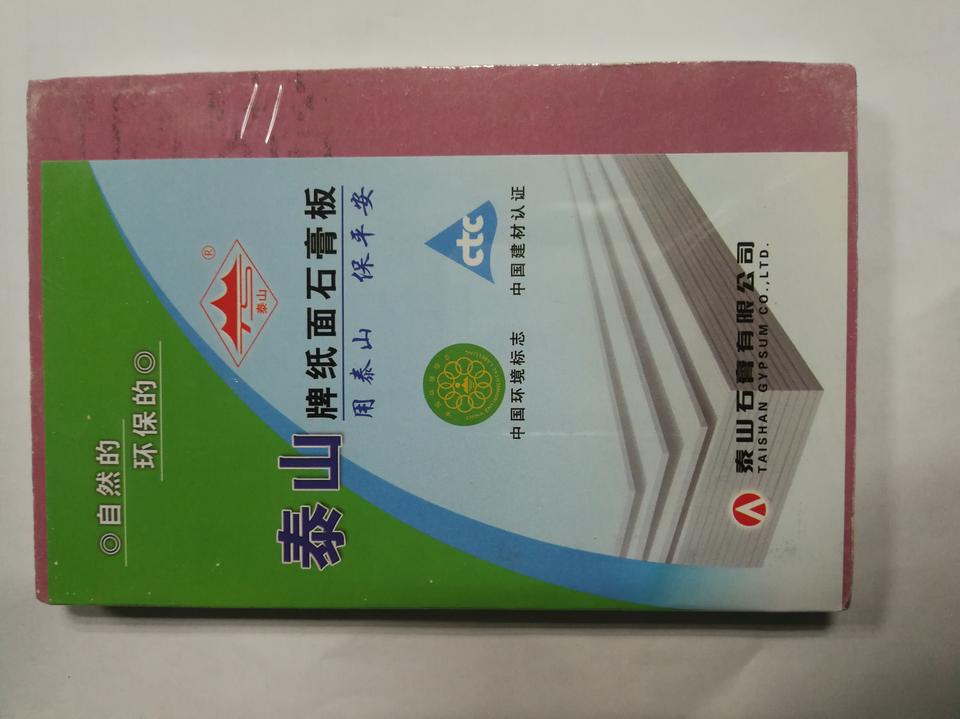 ◎自然的
环保的◎
®
泰山
泰山牌纸面石膏板
用泰山 保平安
ctc
中国环境标志
中国建材认证
泰山石膏有限公司
TAISHAN GYPSUM CO.,LTD.